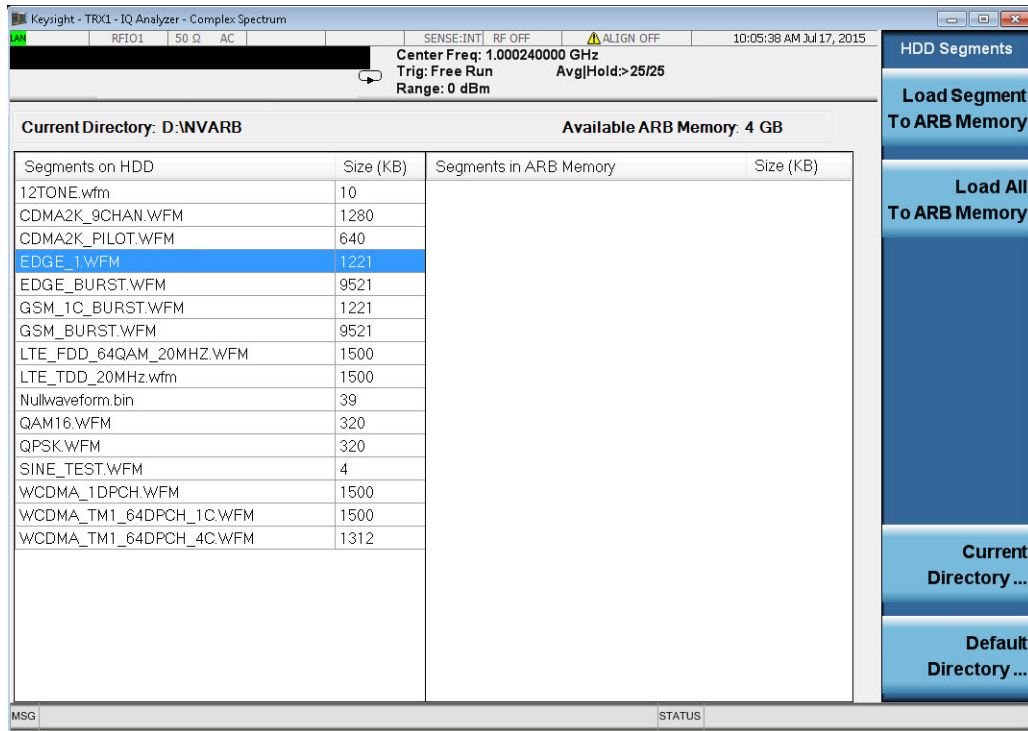 Keysight - TRX1 - IQ Analyzer - Complex Spectrum
LAN RFIO1 50 Ω AC SENSE:INT RF OFF ALIGN OFF 10:05:38 AM Jul 17, 2015
Center Freq: 1.000240000 GHz
Trig: Free Run Avg|Hold:>25/25
Range: 0 dBm
Current Directory: D:\NVARB Available ARB Memory: 4 GB
Segments on HDD Size (KB) Segments in ARB Memory Size (KB)
12TONE.wfm 10
CDMA2K_9CHAN.WFM 1280
CDMA2K_PILOT.WFM 640
EDGE_1.WFM 1221
EDGE_BURST.WFM 9521
GSM_1C_BURST.WFM 1221
GSM_BURST.WFM 9521
LTE_FDD_64QAM_20MHZ.WFM 1500
LTE_TDD_20MHz.wfm 1500
Nullwaveform.bin 39
QAM16.WFM 320
QPSK.WFM 320
SINE_TEST.WFM 4
WCDMA_1DPCH.WFM 1500
WCDMA_TM1_64DPCH_1C.WFM 1500
WCDMA_TM1_64DPCH_4C.WFM 1312
HDD Segments
Load Segment
To ARB Memory
Load All
To ARB Memory
Current
Directory ...
Default
Directory ...
MSG STATUS